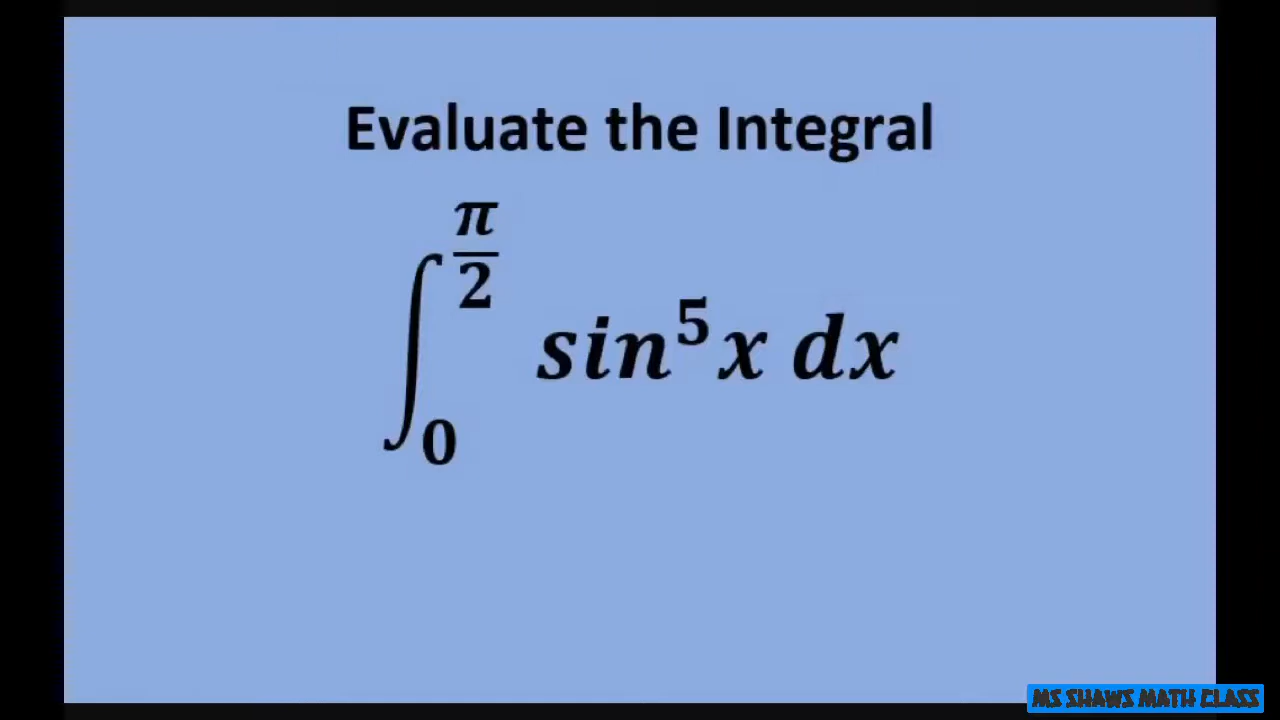 Evaluate the Integral
∫₀^(π/2) sin⁵x dx
MS SHAWS MATH CLASS